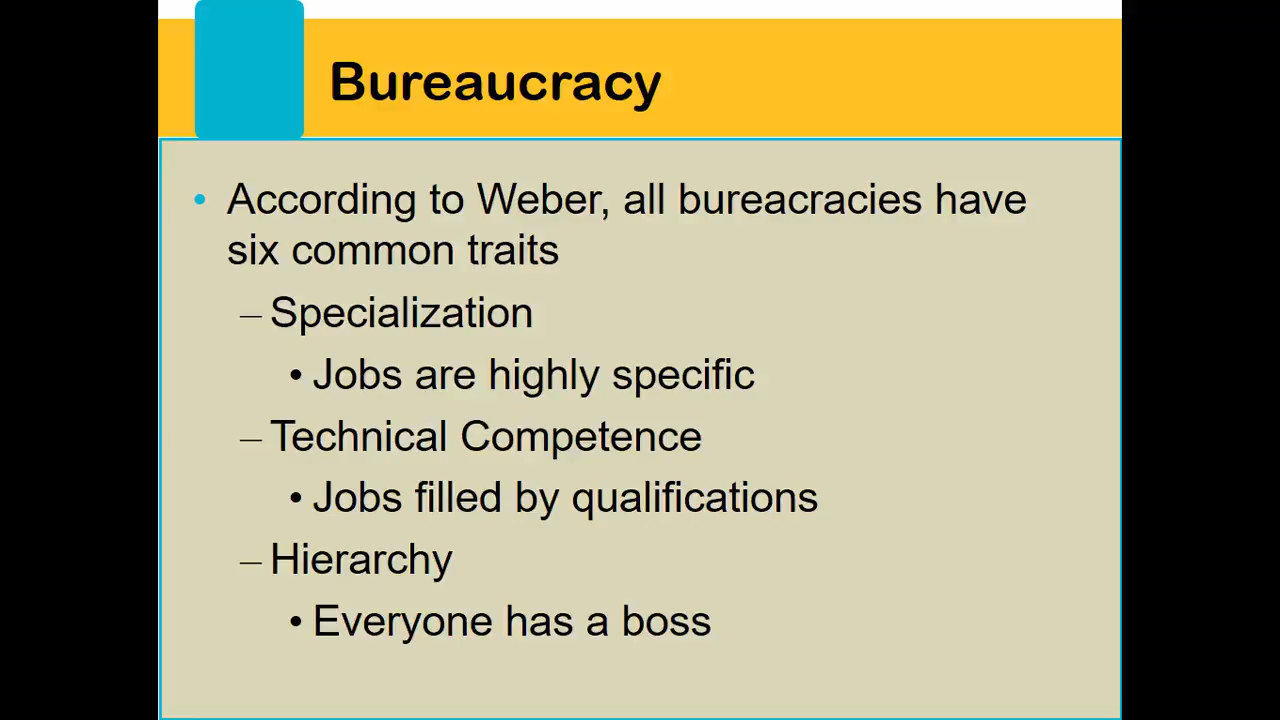 Bureaucracy
• According to Weber, all bureacracies have
six common traits
– Specialization
• Jobs are highly specific
– Technical Competence
• Jobs filled by qualifications
– Hierarchy
• Everyone has a boss